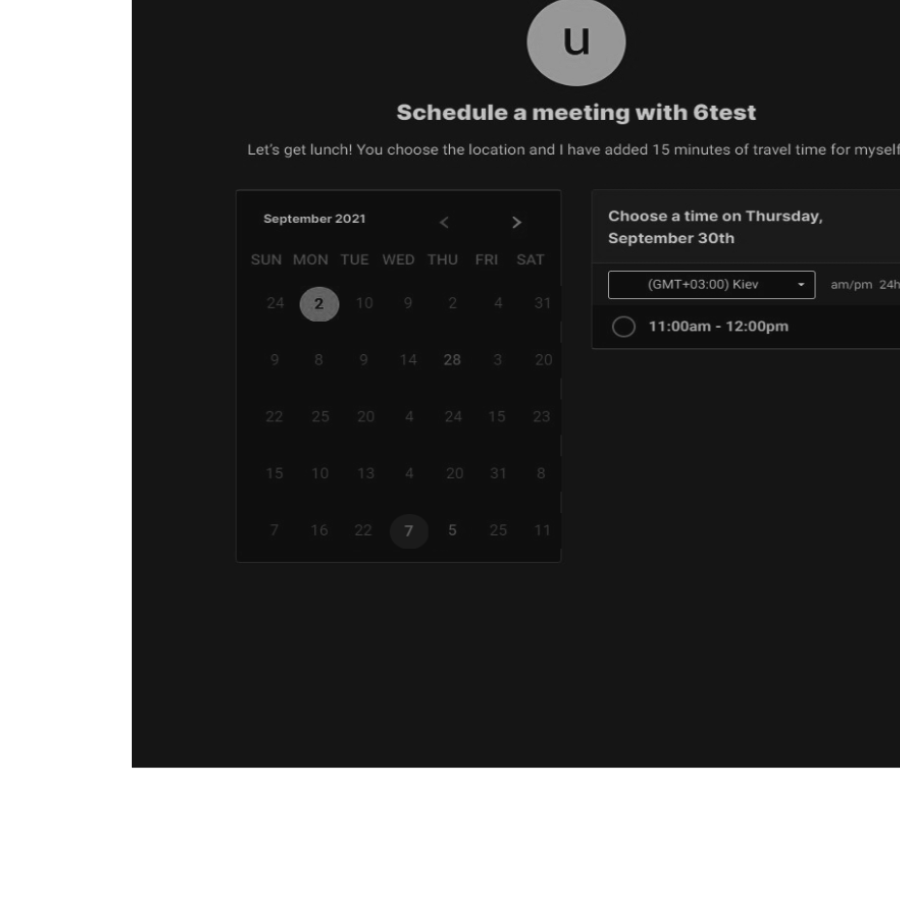 u
Schedule a meeting with 6test
Let's get lunch! You choose the location and I have added 15 minutes of travel time for myself
September 2021
SUN MON TUE WED THU FRI SAT
24 2 10 9 2 4 31
9 8 9 14 28 3 20
22 25 20 4 24 15 23
15 10 13 4 20 31 8
7 16 22 7 5 25 11
Choose a time on Thursday,
September 30th
(GMT+03:00) Kiev am/pm 24h
11:00am - 12:00pm